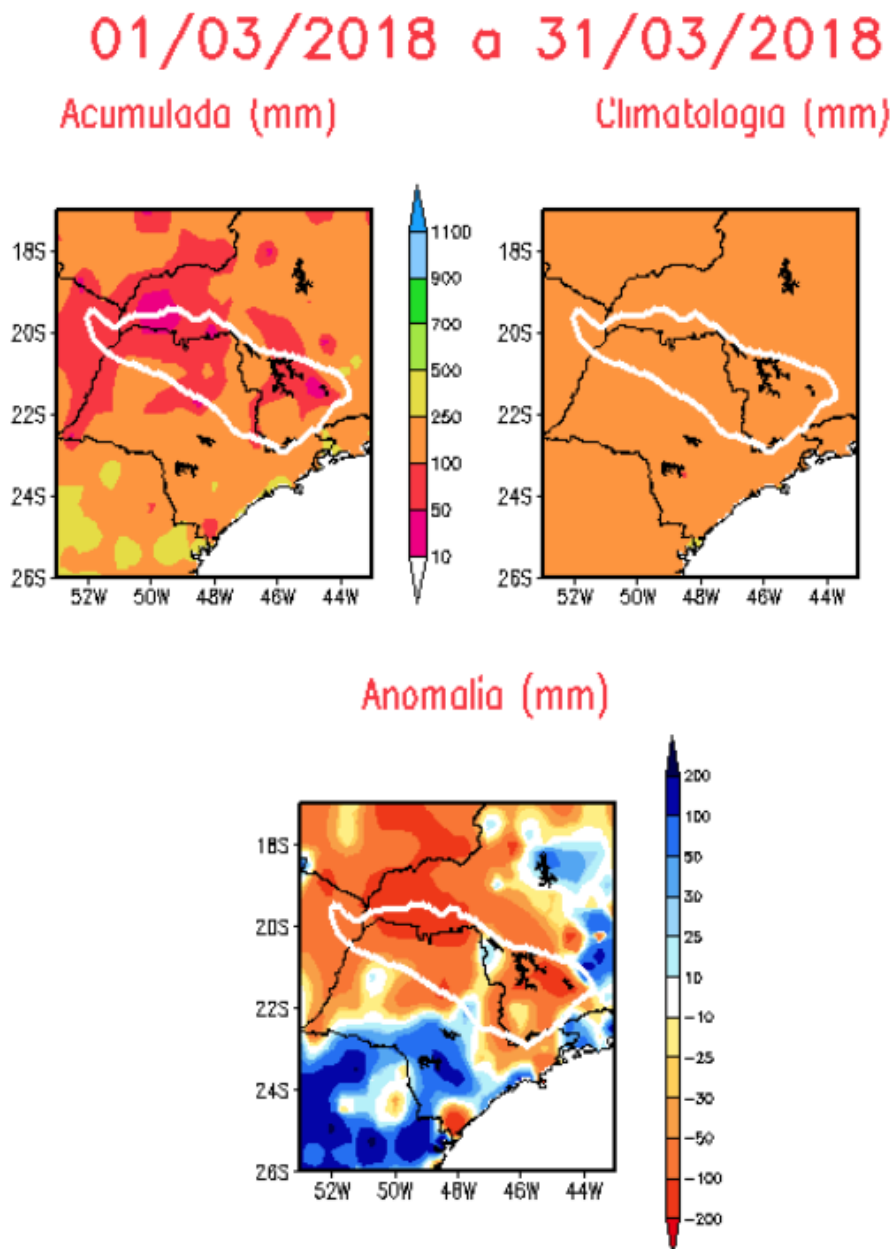 01/03/2018 a 31/03/2018
Acumulada (mm)
Climatologia (mm)
18S
20S
22S
24S
26S
52W 50W 48W 46W 44W
1100
900
700
500
250
100
50
10
18S
20S
22S
24S
26S
52W 50W 48W 46W 44W
Anomalia (mm)
18S
20S
22S
24S
26S
52W 50W 48W 46W 44W
200
100
50
30
25
10
-10
-25
-30
-50
-100
-200